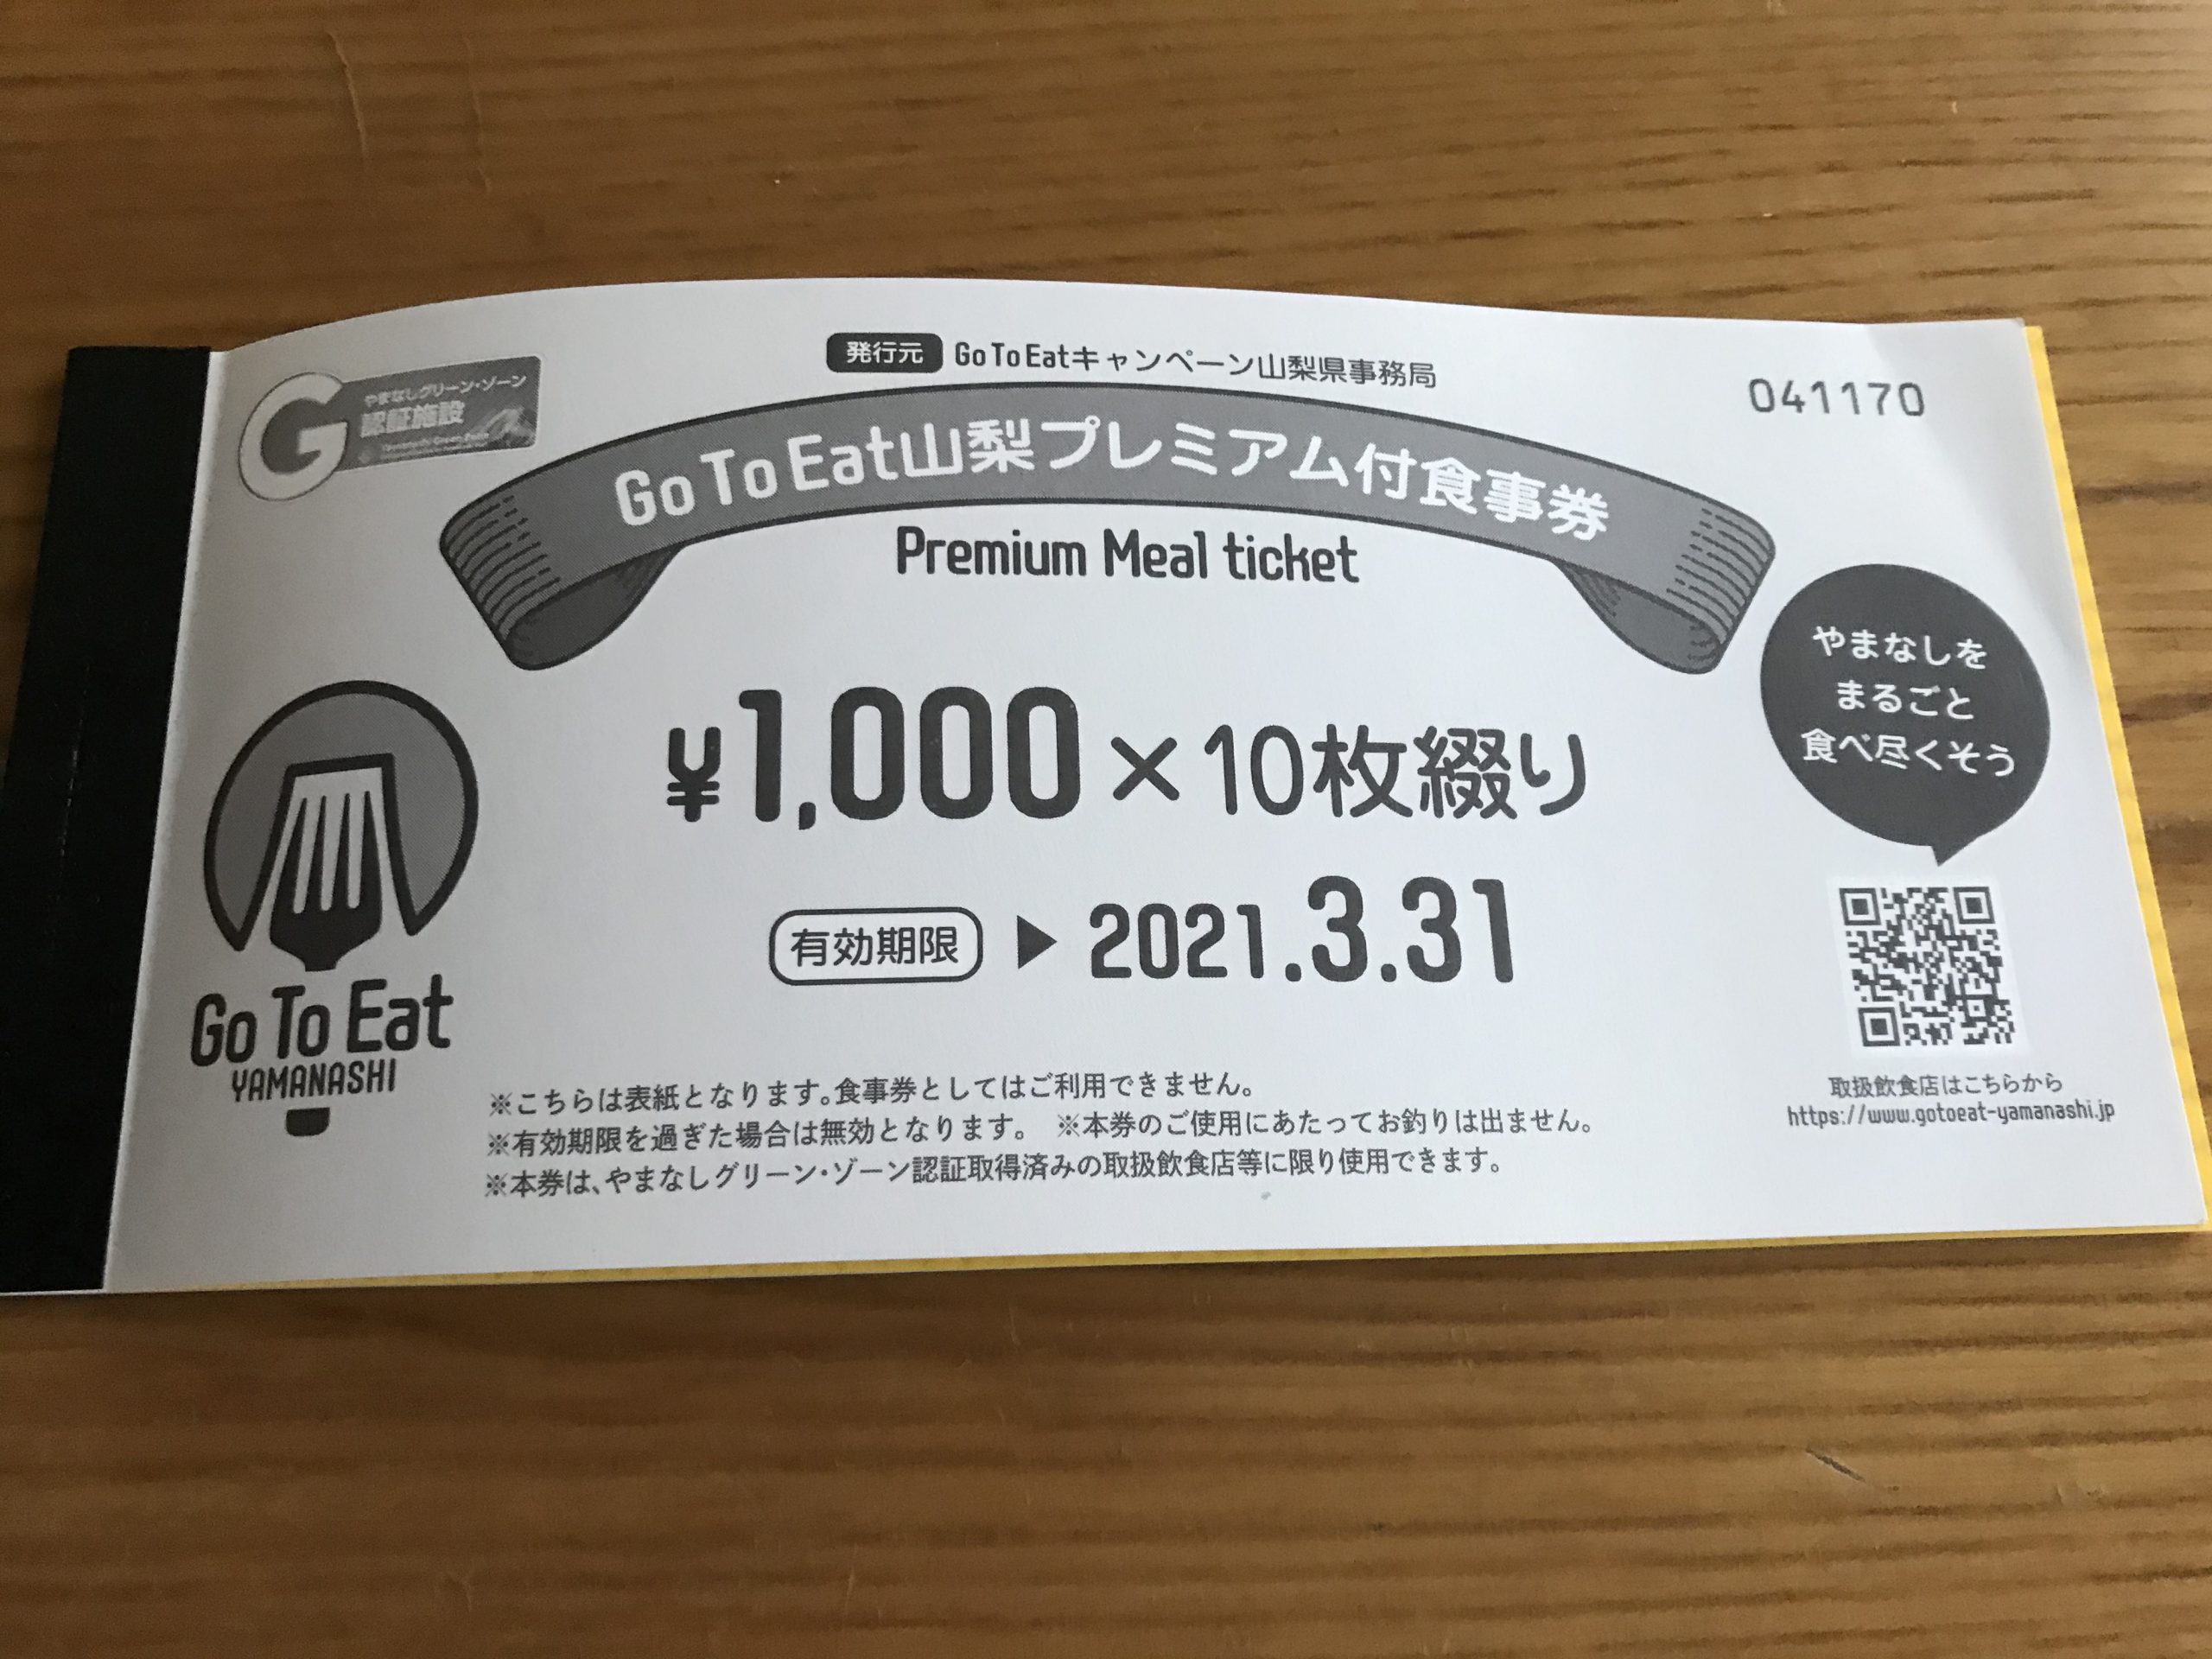 発行元 Go To Eatキャンペーン山梨県事務局
041170
やまなしグリーン・ゾーン
認証施設
Go To Eat山梨プレミアム付食事券
Premium Meal ticket
やまなしを
まるごと
食べ尽くそう
¥1,000×10枚綴り
有効期限 ▶ 2021.3.31
Go To Eat
YAMANASHI
※こちらは表紙となります。食事券としてはご利用できません。
※有効期限を過ぎた場合は無効となります。 ※本券のご使用にあたってお釣りは出ません。
※本券は、やまなしグリーン・ゾーン認証取得済みの取扱飲食店等に限り使用できます。
取扱飲食店はこちらから
https://www.gotoeat-yamanashi.jp